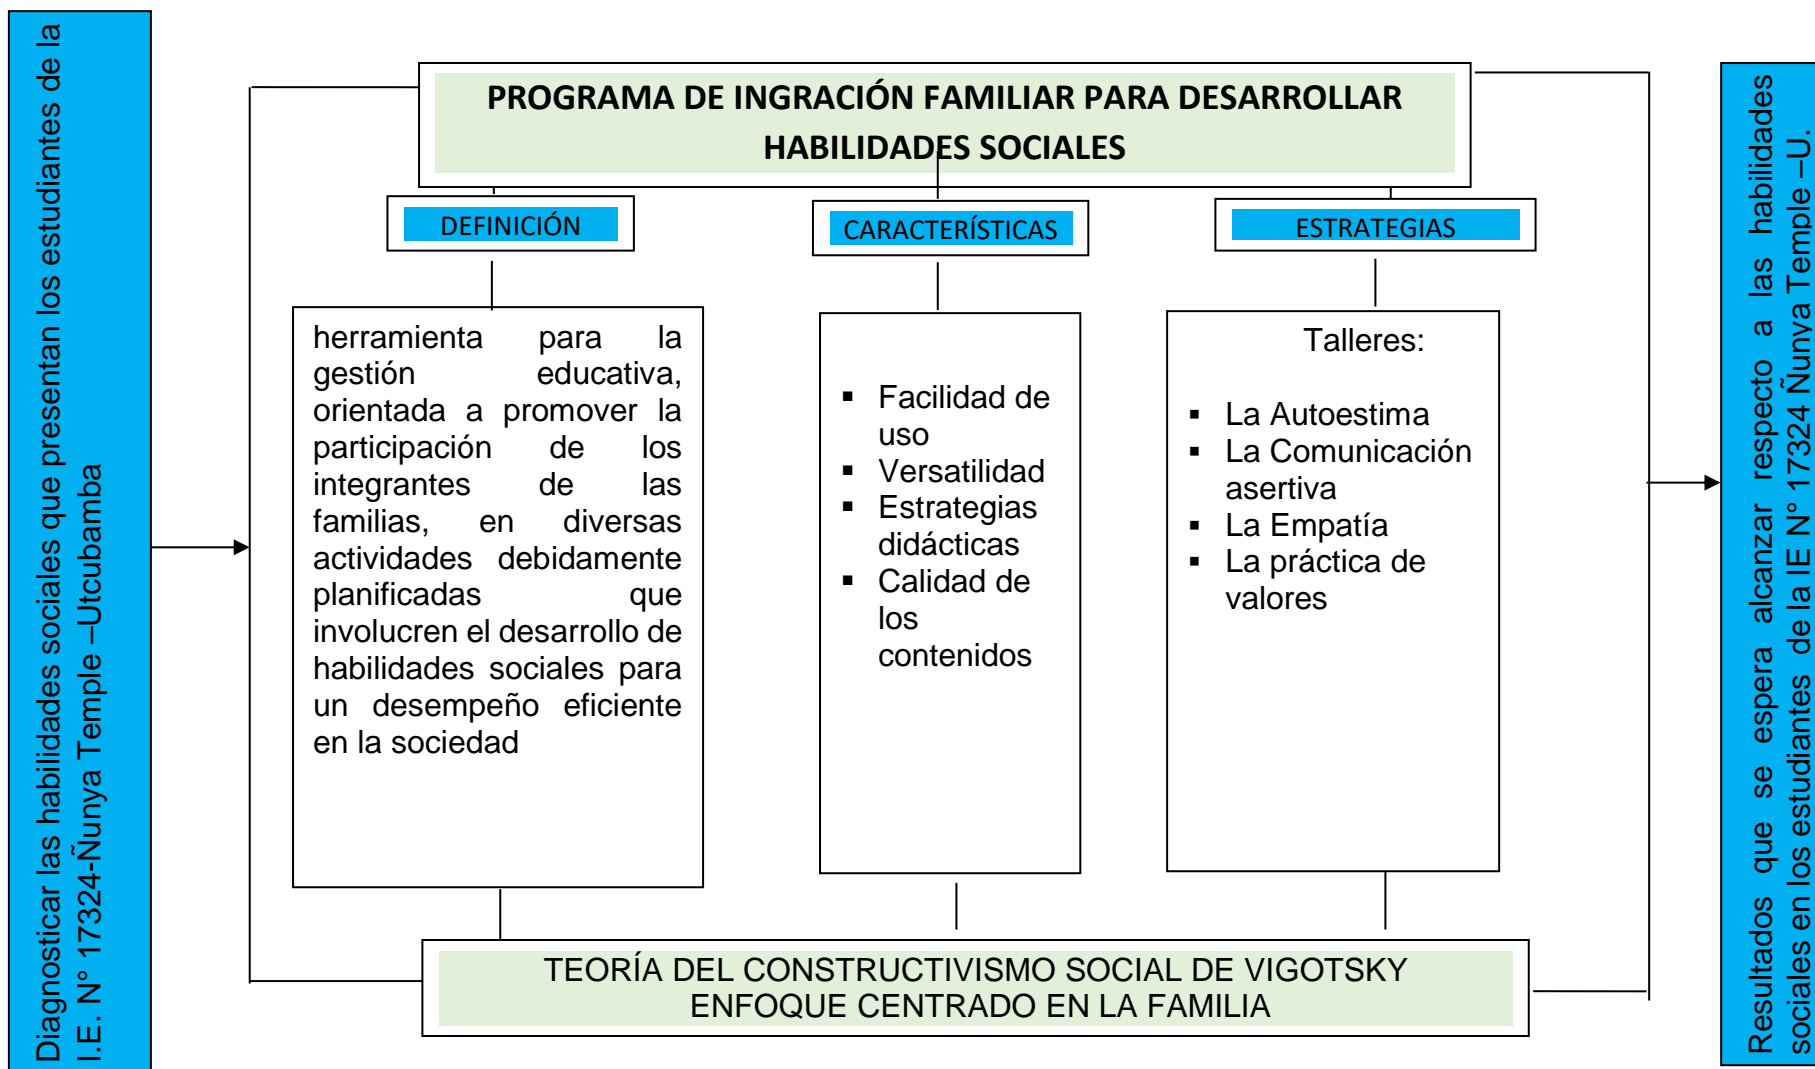 Diagnosticar las habilidades sociales que presentan los estudiantes de la
I.E. N° 17324-Ñunya Temple –Utcubamba
PROGRAMA DE INGRACIÓN FAMILIAR PARA DESARROLLAR
HABILIDADES SOCIALES
DEFINICIÓN
herramienta para la
gestión educativa,
orientada a promover la
participación de los
integrantes de las
familias, en diversas
actividades debidamente
planificadas que
involucren el desarrollo de
habilidades sociales para
un desempeño eficiente
en la sociedad
CARACTERÍSTICAS
▪ Facilidad de
uso
▪ Versatilidad
▪ Estrategias
didácticas
▪ Calidad de
los
contenidos
ESTRATEGIAS
Talleres:
▪ La Autoestima
▪ La Comunicación
asertiva
▪ La Empatía
▪ La práctica de
valores
TEORÍA DEL CONSTRUCTIVISMO SOCIAL DE VIGOTSKY
ENFOQUE CENTRADO EN LA FAMILIA
Resultados que se espera alcanzar respecto a las habilidades
sociales en los estudiantes de la IE N° 17324 Ñunya Temple –U.